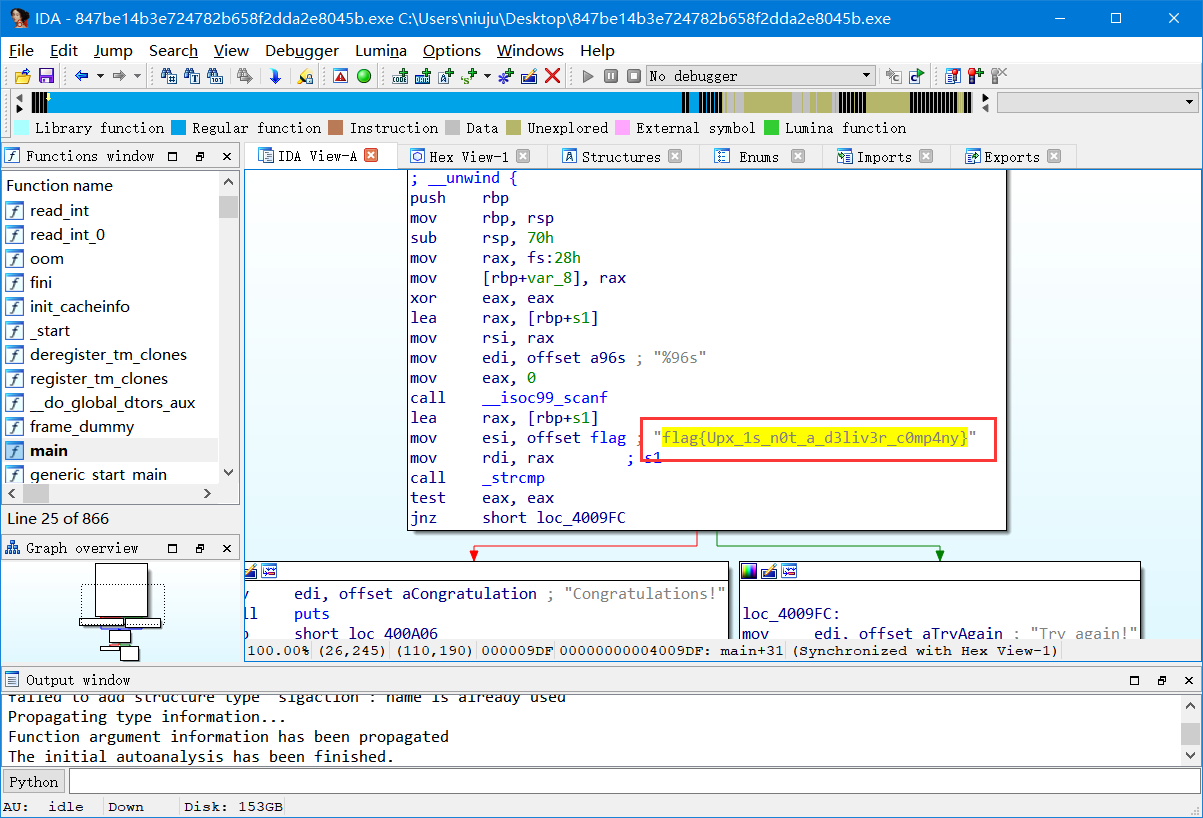 IDA - 847be14b3e724782b658f2dda2e8045b.exe C:\Users\niuju\Desktop\847be14b3e724782b658f2dda2e8045b.exe
File Edit Jump Search View Debugger Lumina Options Windows Help
No debugger
Library function Regular function Instruction Data Unexplored External symbol Lumina function
Functions window
IDA View-A Hex View-1 Structures Enums Imports Exports
Function name
read_int
read_int_0
oom
fini
init_cacheinfo
_start
deregister_tm_clones
register_tm_clones
__do_global_dtors_aux
frame_dummy
main
generic_start_main
Line 25 of 866
Graph overview
; __unwind {
push rbp
mov rbp, rsp
sub rsp, 70h
mov rax, fs:28h
mov [rbp+var_8], rax
xor eax, eax
lea rax, [rbp+s1]
mov rsi, rax
mov edi, offset a96s ; "%96s"
mov eax, 0
call __isoc99_scanf
lea rax, [rbp+s1]
mov esi, offset flag ; "flag{Upx_1s_n0t_a_d3liv3r_c0mp4ny}"
mov rdi, rax ; s1
call _strcmp
test eax, eax
jnz short loc_4009FC
edi, offset aCongratulation ; "Congratulations!"
puts
short loc_400A06
loc_4009FC:
mov edi, offset aTryAgain ; "Try again!"
100.00% (26,245) (110,190) 000009DF 00000000004009DF: main+31 (Synchronized with Hex View-1)
Output window
failed to add structure type 'sigaction': name is already used
Propagating type information...
Function argument information has been propagated
The initial autoanalysis has been finished.
Python
AU: idle Down Disk: 153GB